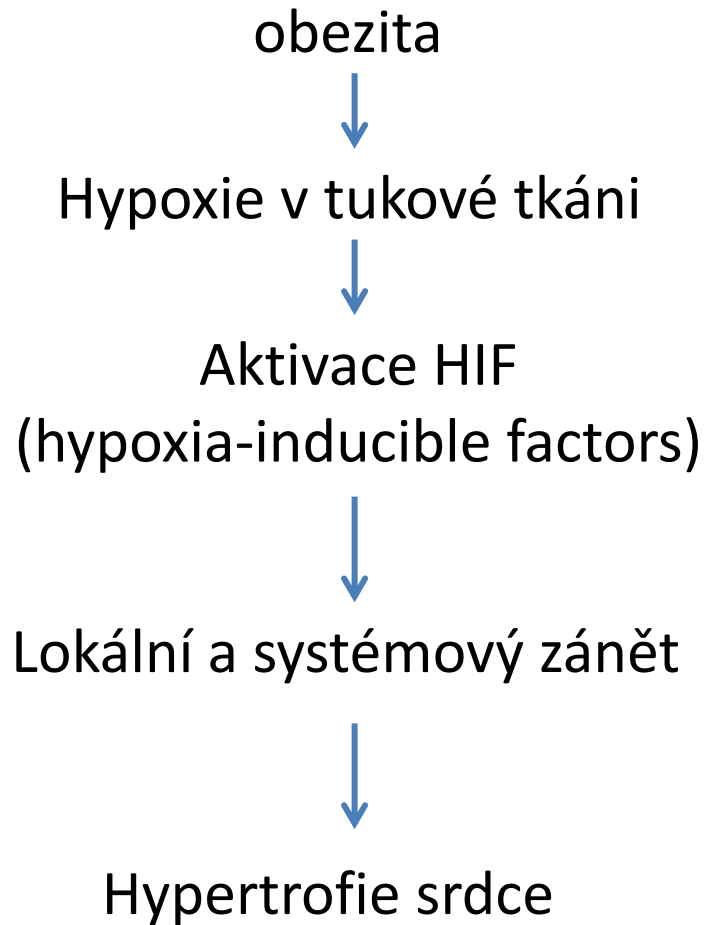 obezita
Hypoxie v tukové tkáni
Aktivace HIF
(hypoxia-inducible factors)
Lokální a systémový zánět
Hypertrofie srdce